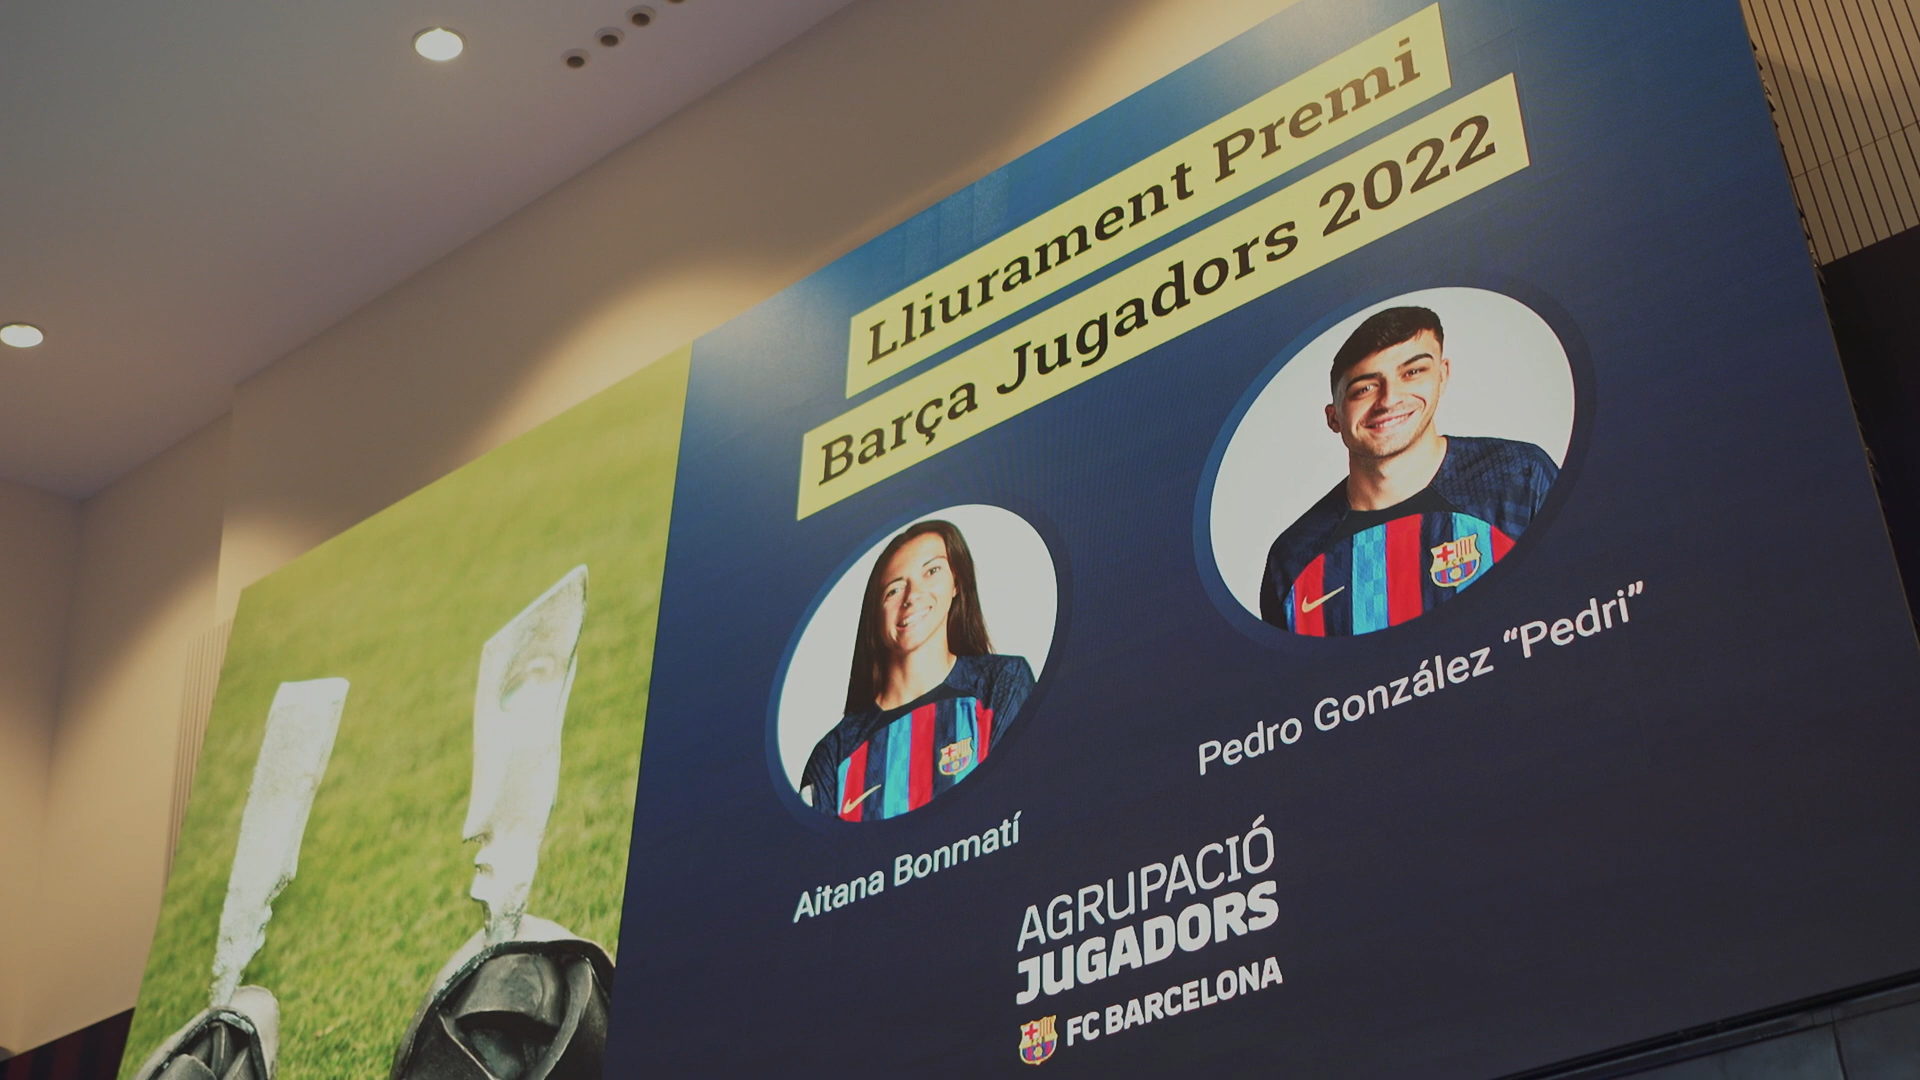 Lliurament Premi
Barça Jugadors 2022
Aitana Bonmatí
Pedro González “Pedri”
AGRUPACIÓ
JUGADORS
FC BARCELONA